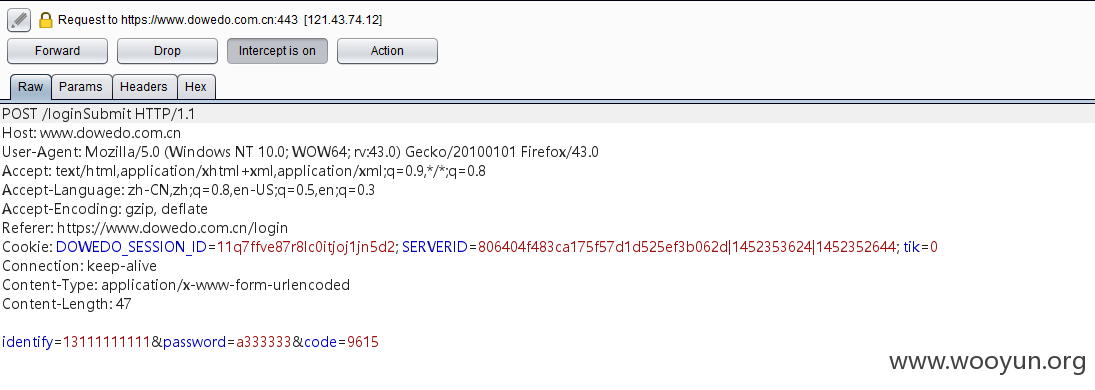 Request to https://www.dowedo.com.cn:443 [121.43.74.12]
Forward Drop Intercept is on Action
Raw Params Headers Hex
POST /loginSubmit HTTP/1.1
Host: www.dowedo.com.cn
User-Agent: Mozilla/5.0 (Windows NT 10.0; WOW64; rv:43.0) Gecko/20100101 Firefox/43.0
Accept: text/html,application/xhtml+xml,application/xml;q=0.9,*/*;q=0.8
Accept-Language: zh-CN,zh;q=0.8,en-US;q=0.5,en;q=0.3
Accept-Encoding: gzip, deflate
Referer: https://www.dowedo.com.cn/login
Cookie: DOWEDO_SESSION_ID=11q7ffve87r8lc0itjoj1jn5d2; SERVERID=806404f483ca175f57d1d525ef3b062d|1452353624|1452352644; tik=0
Connection: keep-alive
Content-Type: application/x-www-form-urlencoded
Content-Length: 47
identify=13111111111&password=a333333&code=9615
www.wooyun.org